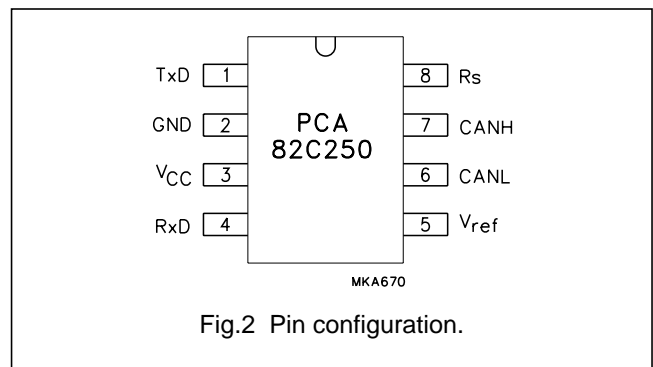 TxD 1
GND 2
VCC 3
RxD 4
PCA
82C250
8 Rs
7 CANH
6 CANL
5 Vref
MKA670
Fig.2 Pin configuration.